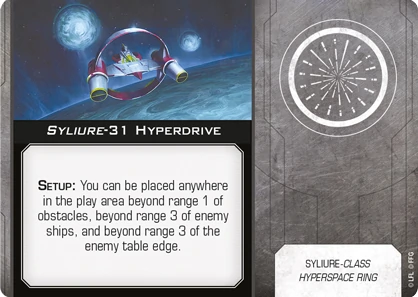 SYLIURE-31 HYPERDRIVE
SETUP: You can be placed anywhere
in the play area beyond range 1 of
obstacles, beyond range 3 of enemy
ships, and beyond range 3 of the
enemy table edge.
SYLIURE-CLASS
HYPERSPACE RING
©LFL ©FFG